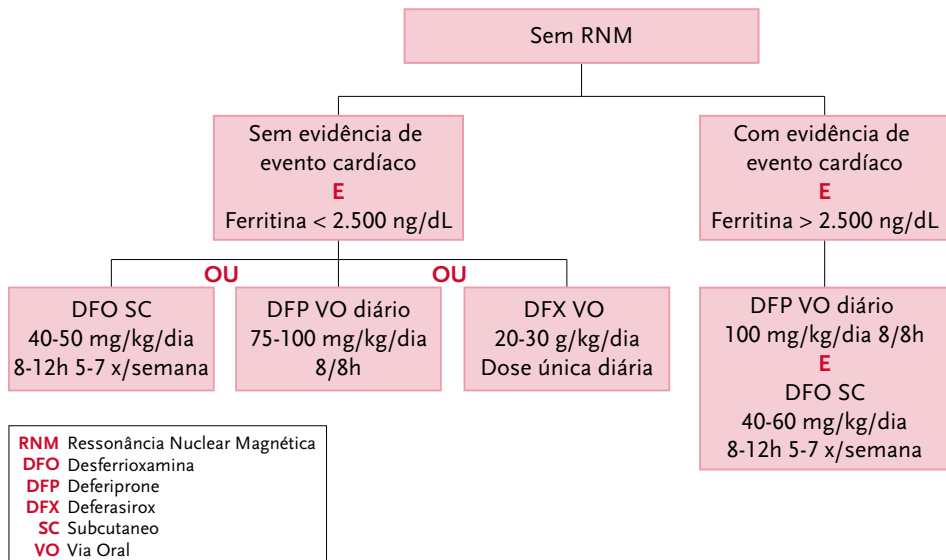 Sem RNM
Sem evidência de
evento cardíaco
E
Ferritina < 2.500 ng/dL
Com evidência de
evento cardíaco
E
Ferritina > 2.500 ng/dL
OU
OU
DFO SC
40-50 mg/kg/dia
8-12h 5-7 x/semana
DFP VO diário
75-100 mg/kg/dia
8/8h
DFX VO
20-30 g/kg/dia
Dose única diária
DFP VO diário
100 mg/kg/dia 8/8h
E
DFO SC
40-60 mg/kg/dia
8-12h 5-7 x/semana
RNM Ressonância Nuclear Magnética
DFO Desferrioxamina
DFP Deferiprone
DFX Deferasirox
SC Subcutaneo
VO Via Oral